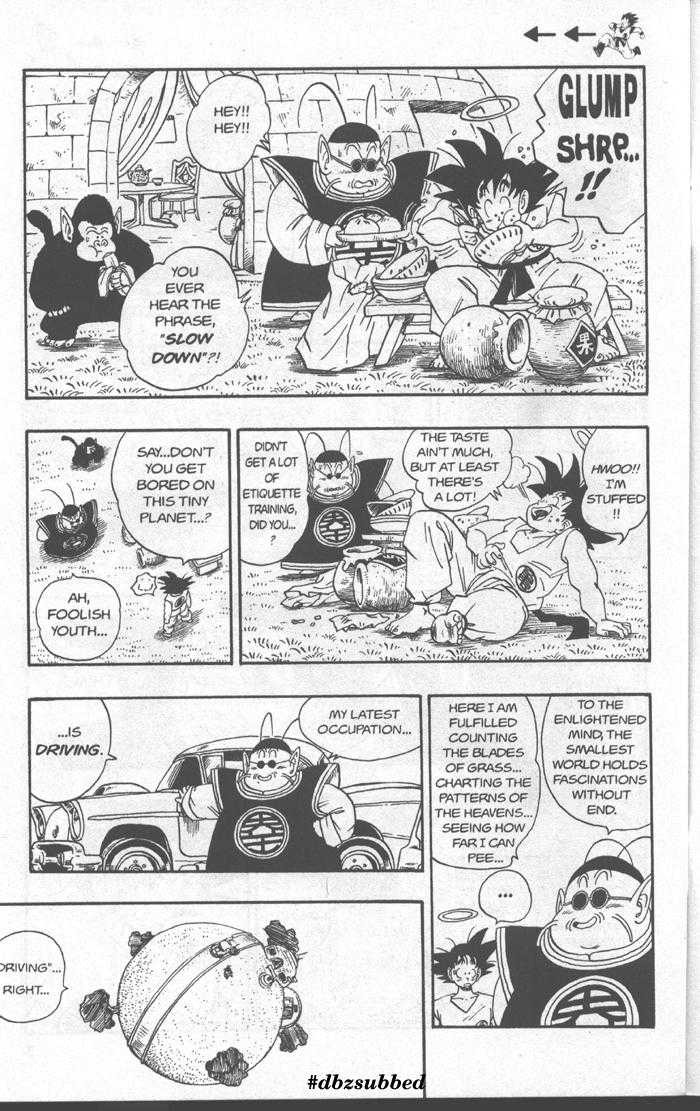 GLUMP
SHRP...
!!
HEY!!
HEY!!
YOU
EVER
HEAR THE
PHRASE,
"SLOW
DOWN"?!
果
HWOO!!
I'M
STUFFED
!!
THE TASTE
AIN'T MUCH,
BUT AT LEAST
THERE'S
A LOT!
DIDN'T
GET A LOT
OF
ETIQUETTE
TRAINING,
DID YOU...
?
SAY...DON'T
YOU GET
BORED ON
THIS TINY
PLANET...?
AH,
FOOLISH
YOUTH...
TO THE
ENLIGHTENED
MIND, THE
SMALLEST
WORLD HOLDS
FASCINATIONS
WITHOUT
END.
HERE I AM
FULFILLED
COUNTING
THE BLADES
OF GRASS...
CHARTING THE
PATTERNS OF
THE HEAVENS...
SEEING HOW
FAR I CAN
PEE...
...
MY LATEST
OCCUPATION...
...IS
DRIVING.
DRIVING"...
RIGHT...
#dbzsubbed